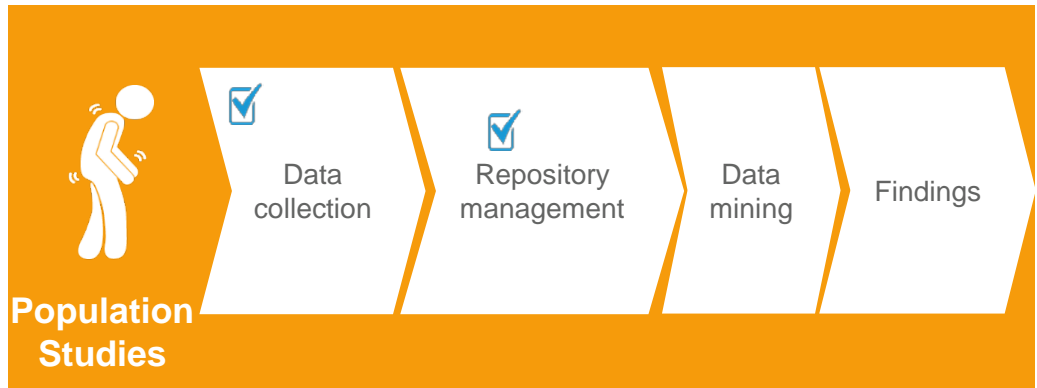 Data
collection
Repository
management
Data
mining
Findings
Population
Studies